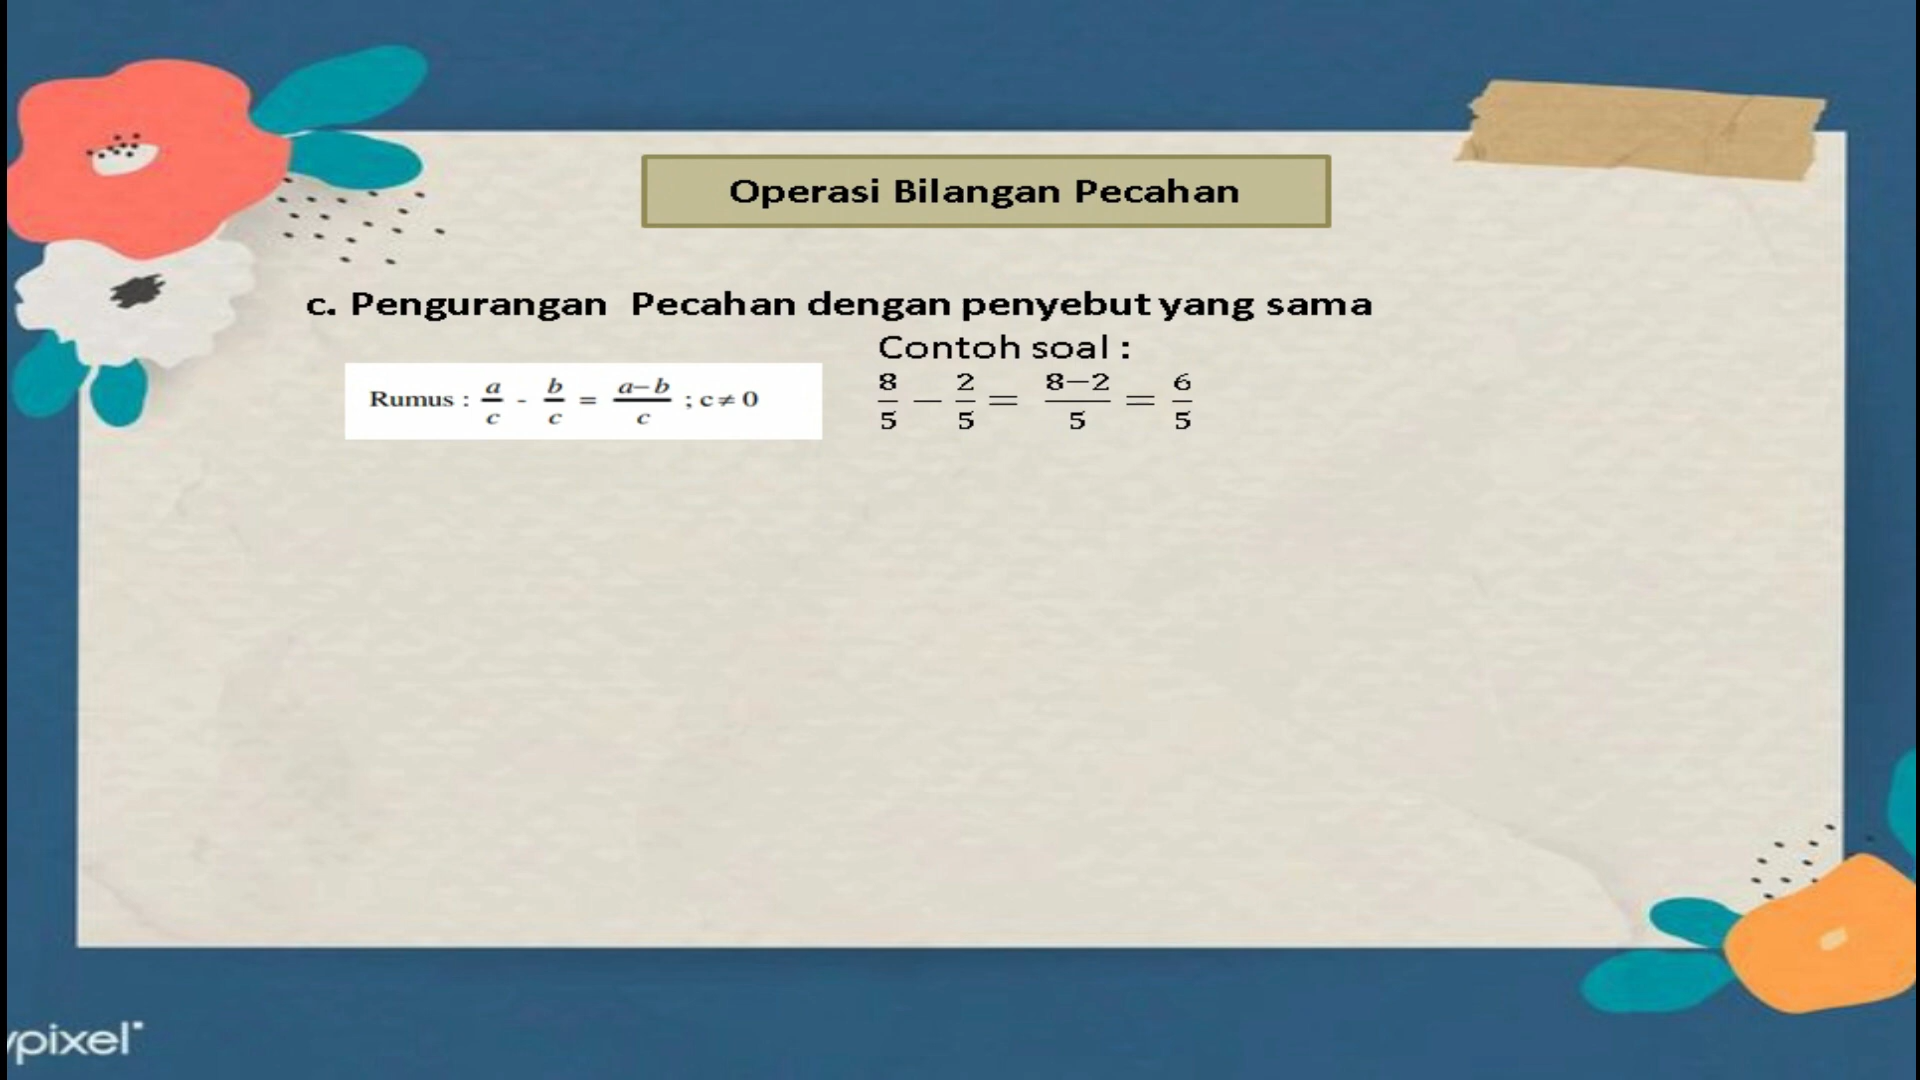 Operasi Bilangan Pecahan
c. Pengurangan Pecahan dengan penyebut yang sama
Contoh soal :
Rumus : a/c - b/c = a-b/c ; c ≠ 0
8/5 − 2/5 = 8−2/5 = 6/5
pixel